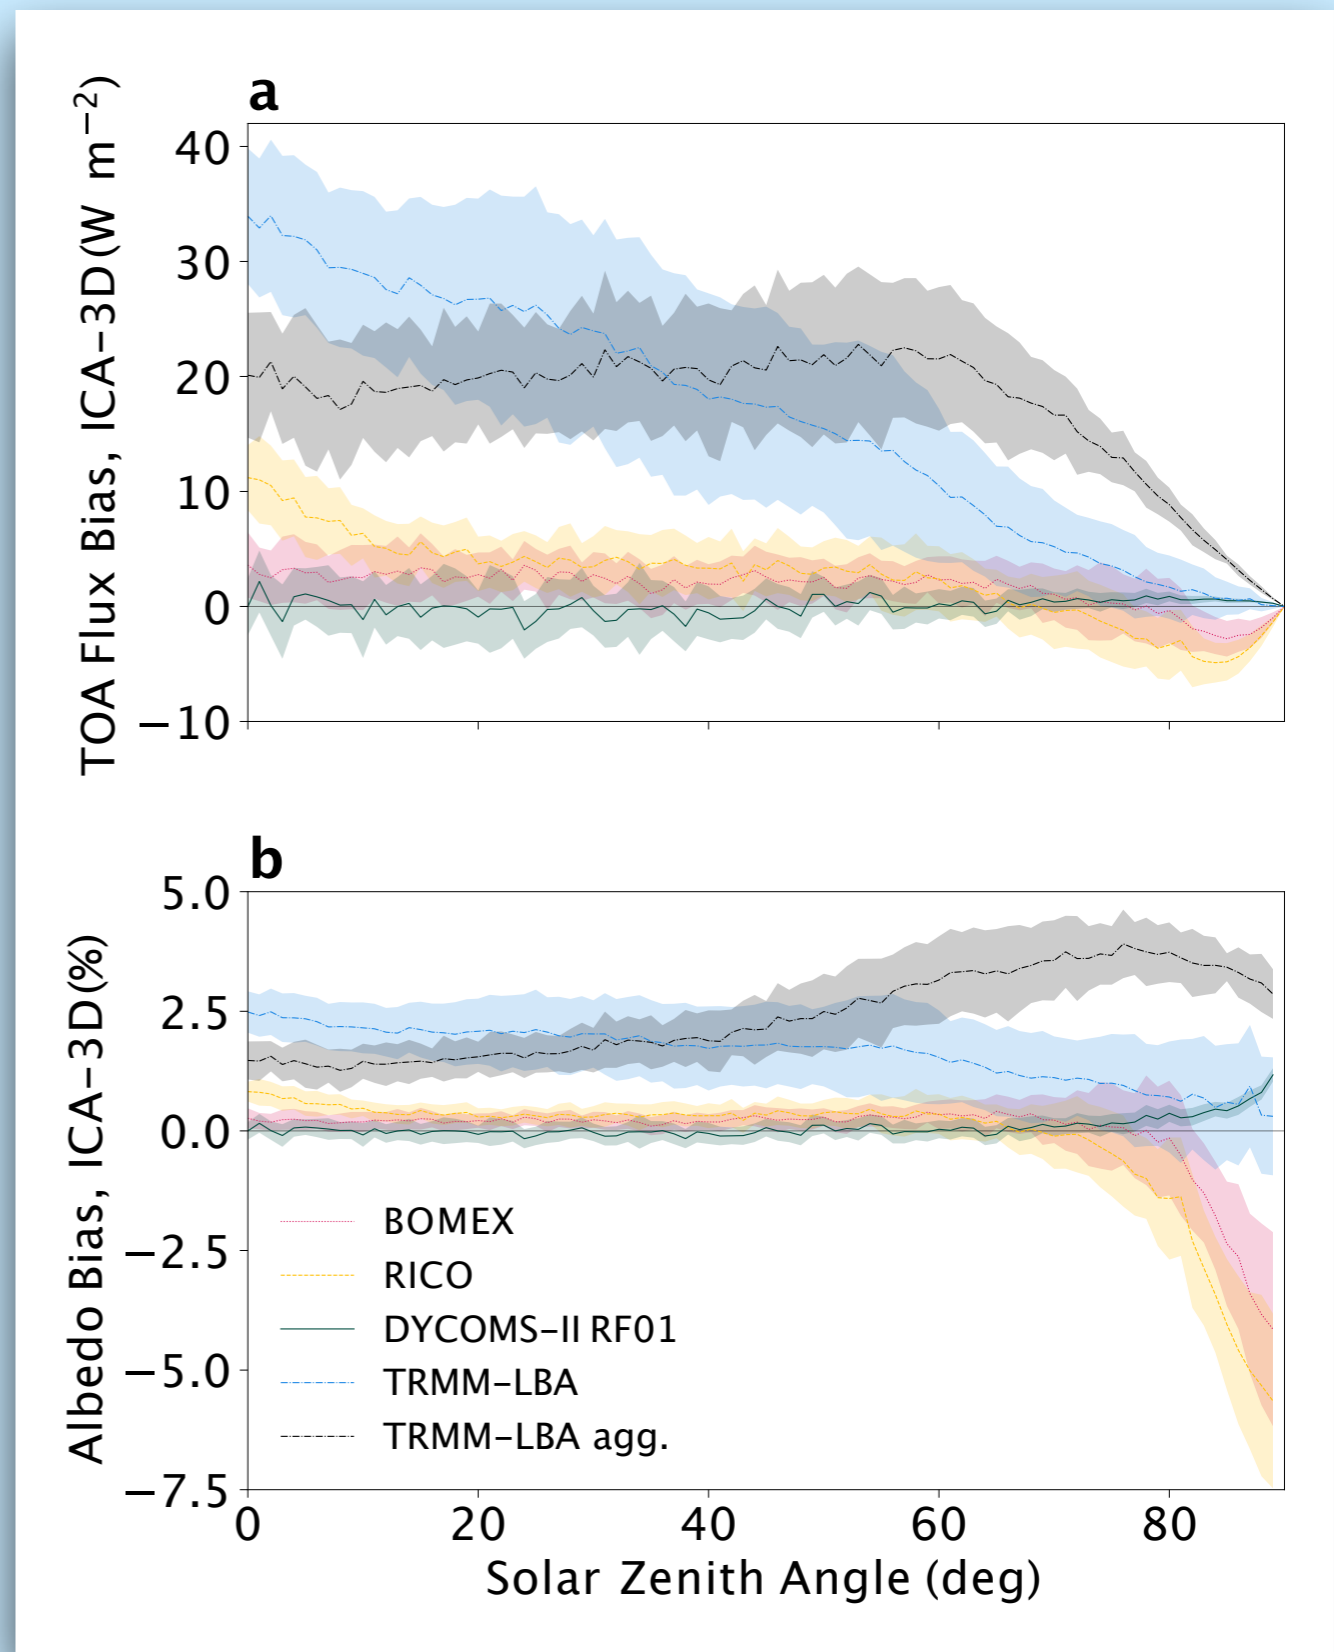 a
TOA Flux Bias, ICA−3D(W m−2)
40
30
20
10
0
−10
b
Albedo Bias, ICA−3D(%)
5.0
2.5
0.0
−2.5
−5.0
−7.5
BOMEX
RICO
DYCOMS−II RF01
TRMM−LBA
TRMM−LBA agg.
0 20 40 60 80
Solar Zenith Angle (deg)